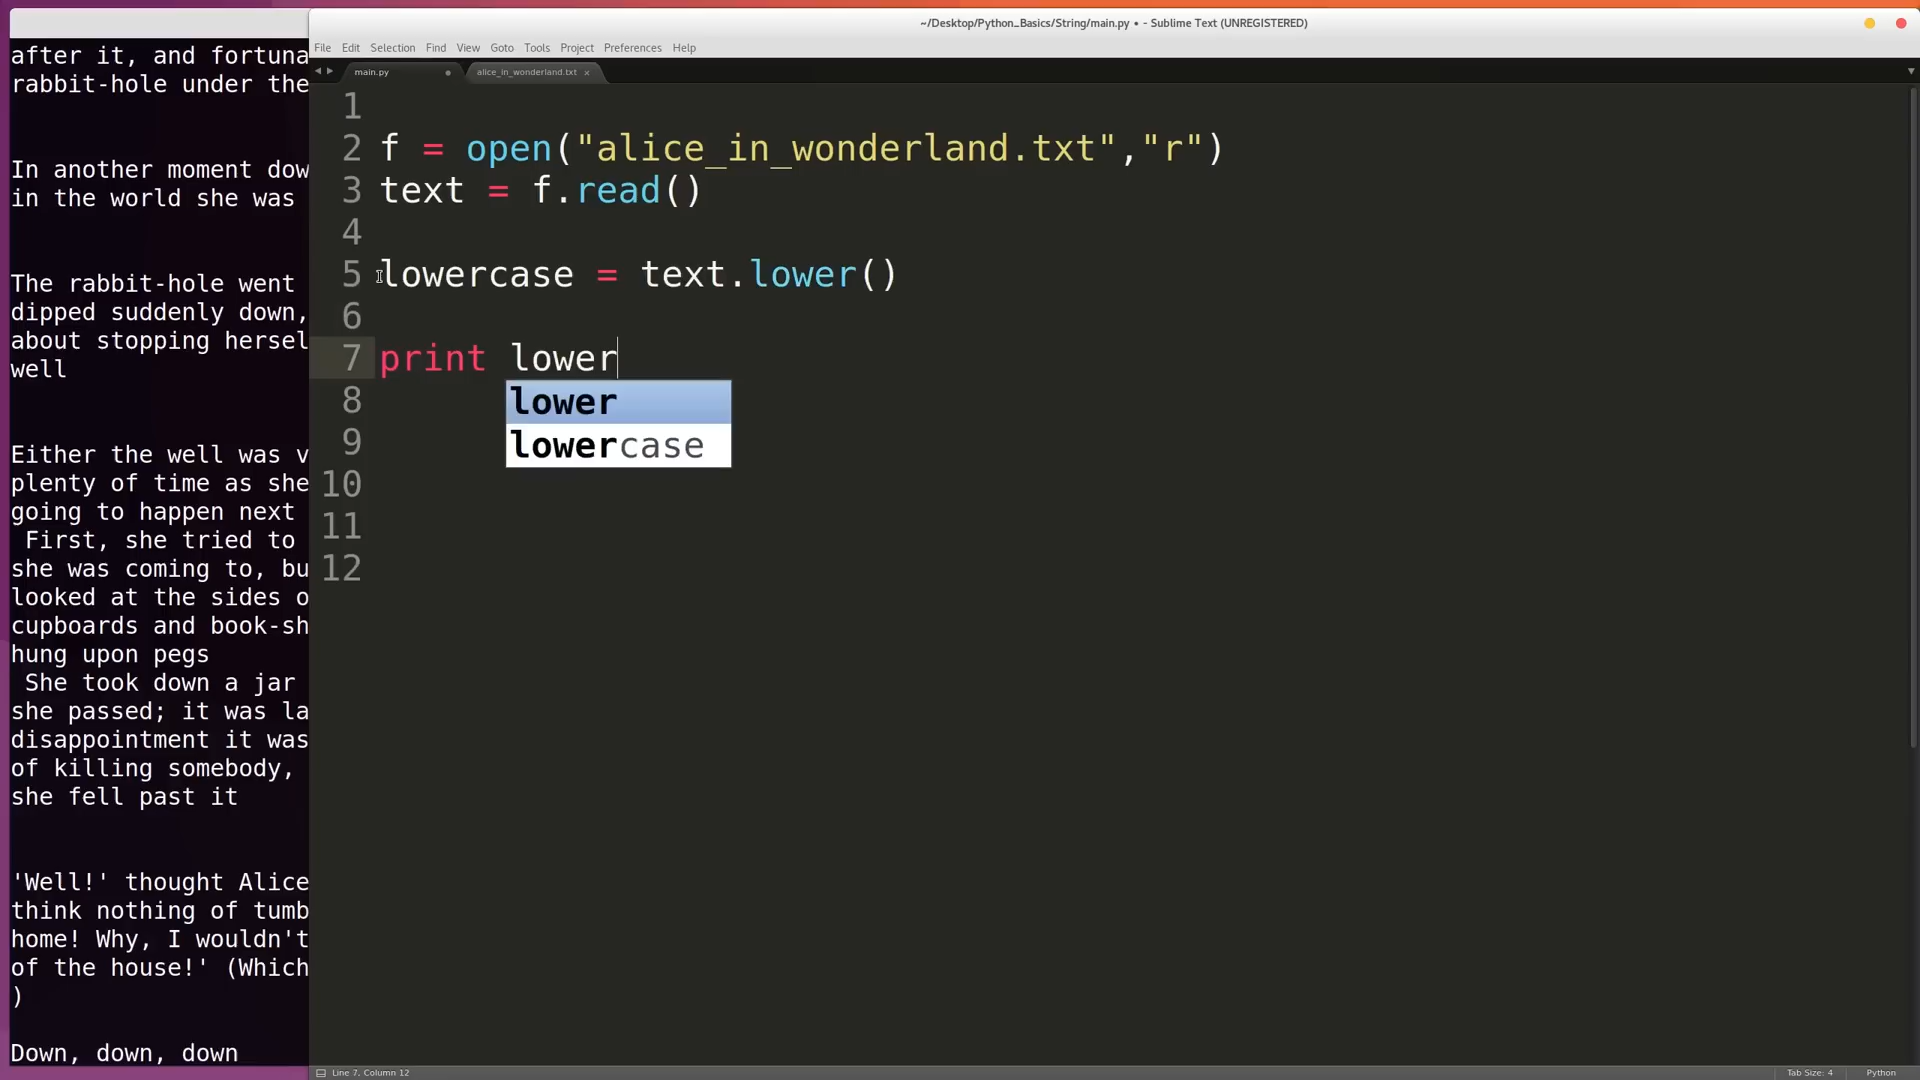 ~/Desktop/Python_Basics/String/main.py • - Sublime Text (UNREGISTERED)
File Edit Selection Find View Goto Tools Project Preferences Help
main.py alice_in_wonderland.txt ×
1
2 f = open("alice_in_wonderland.txt","r")
3 text = f.read()
4
5 lowercase = text.lower()
6
7 print lower
lower
lowercase
8
9
10
11
12
after it, and fortuna
rabbit-hole under the
In another moment dow
in the world she was
The rabbit-hole went
dipped suddenly down,
about stopping hersel
well
Either the well was v
plenty of time as she
going to happen next
First, she tried to
she was coming to, bu
looked at the sides o
cupboards and book-sh
hung upon pegs
She took down a jar
she passed; it was la
disappointment it was
of killing somebody,
she fell past it
'Well!' thought Alice
think nothing of tumb
home! Why, I wouldn't
of the house!' (Which
)
Down, down, down
Line 7, Column 12 Tab Size: 4 Python